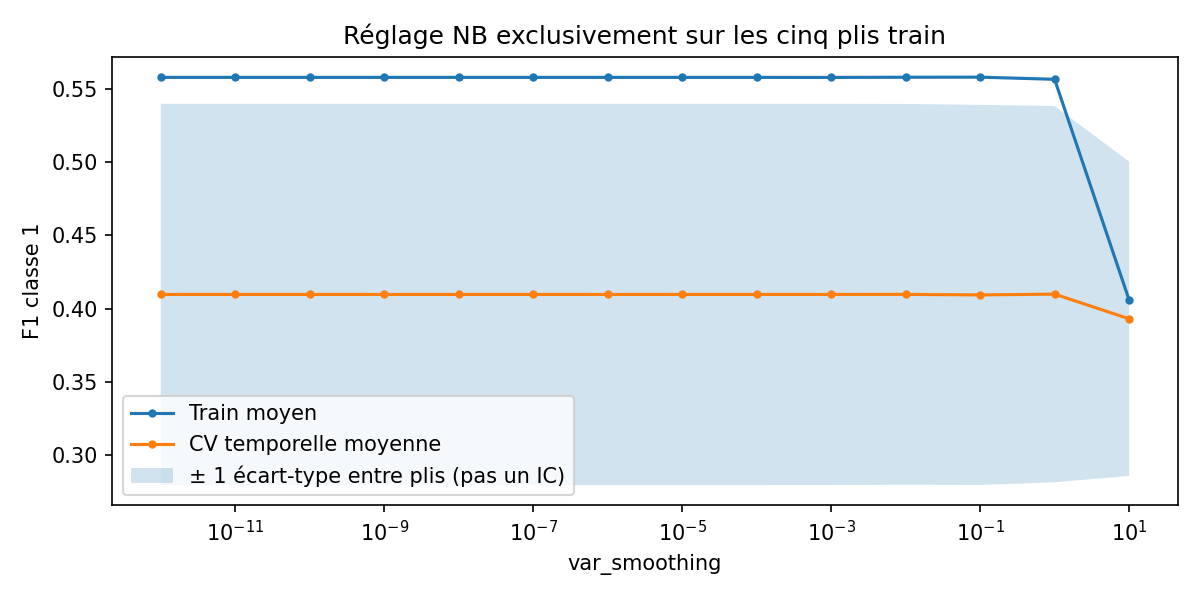 Réglage NB exclusivement sur les cinq plis train
F1 classe 1
0.55
0.50
0.45
0.40
0.35
0.30
Train moyen
CV temporelle moyenne
± 1 écart-type entre plis (pas un IC)
10⁻¹¹ 10⁻⁹ 10⁻⁷ 10⁻⁵ 10⁻³ 10⁻¹ 10¹
var_smoothing